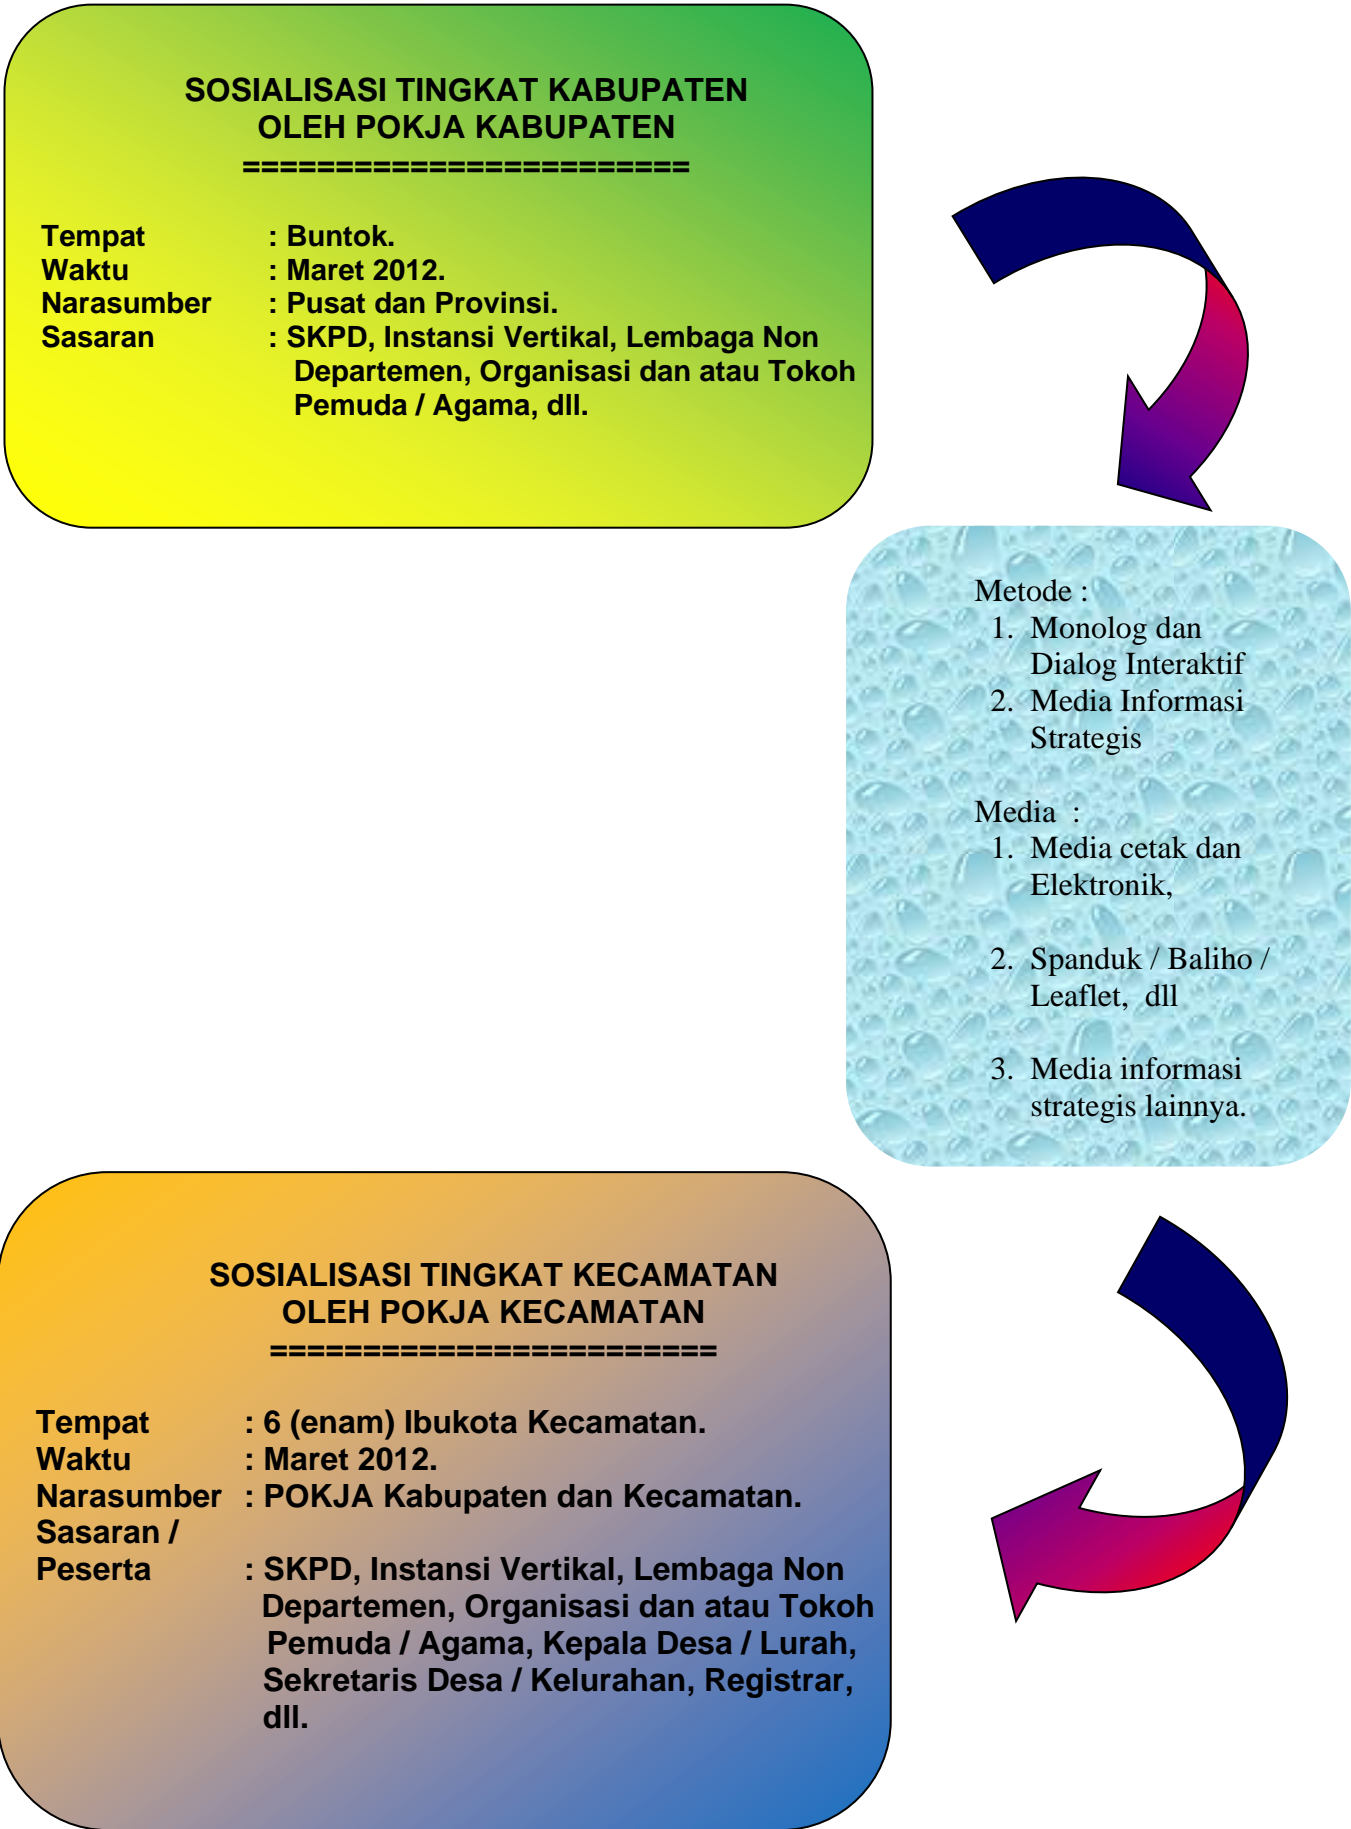 SOSIALISASI TINGKAT KABUPATEN
OLEH POKJA KABUPATEN
========================
Tempat : Buntok.
Waktu : Maret 2012.
Narasumber : Pusat dan Provinsi.
Sasaran : SKPD, Instansi Vertikal, Lembaga Non
Departemen, Organisasi dan atau Tokoh
Pemuda / Agama, dll.
Metode :
1. Monolog dan
Dialog Interaktif
2. Media Informasi
Strategis
Media :
1. Media cetak dan
Elektronik,
2. Spanduk / Baliho /
Leaflet, dll
3. Media informasi
strategis lainnya.
SOSIALISASI TINGKAT KECAMATAN
OLEH POKJA KECAMATAN
========================
Tempat : 6 (enam) Ibukota Kecamatan.
Waktu : Maret 2012.
Narasumber : POKJA Kabupaten dan Kecamatan.
Sasaran /
Peserta : SKPD, Instansi Vertikal, Lembaga Non
Departemen, Organisasi dan atau Tokoh
Pemuda / Agama, Kepala Desa / Lurah,
Sekretaris Desa / Kelurahan, Registrar,
dll.